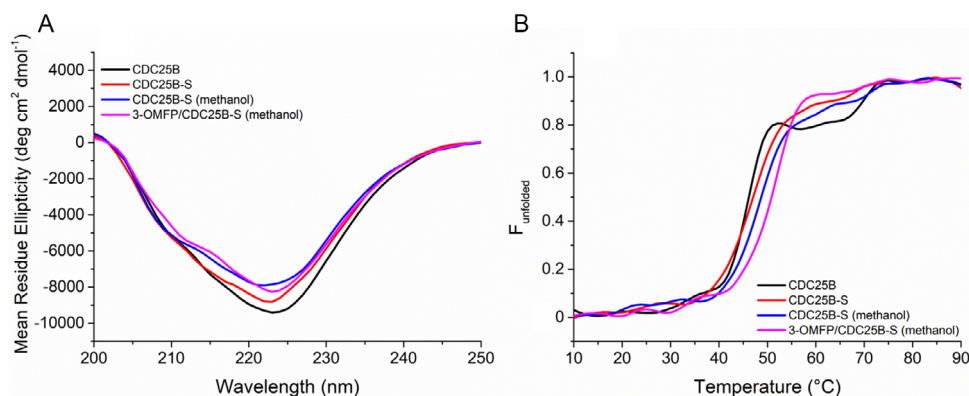 A
4000
2000
0
-2000
-4000
-6000
-8000
-10000
Mean Residue Ellipticity (deg cm² dmol⁻¹)
CDC25B
CDC25B-S
CDC25B-S (methanol)
3-OMFP/CDC25B-S (methanol)
200 210 220 230 240 250
Wavelength (nm)
B
1.0
0.8
0.6
0.4
0.2
0
F unfolded
CDC25B
CDC25B-S
CDC25B-S (methanol)
3-OMFP/CDC25B-S (methanol)
10 20 30 40 50 60 70 80 90
Temperature (°C)